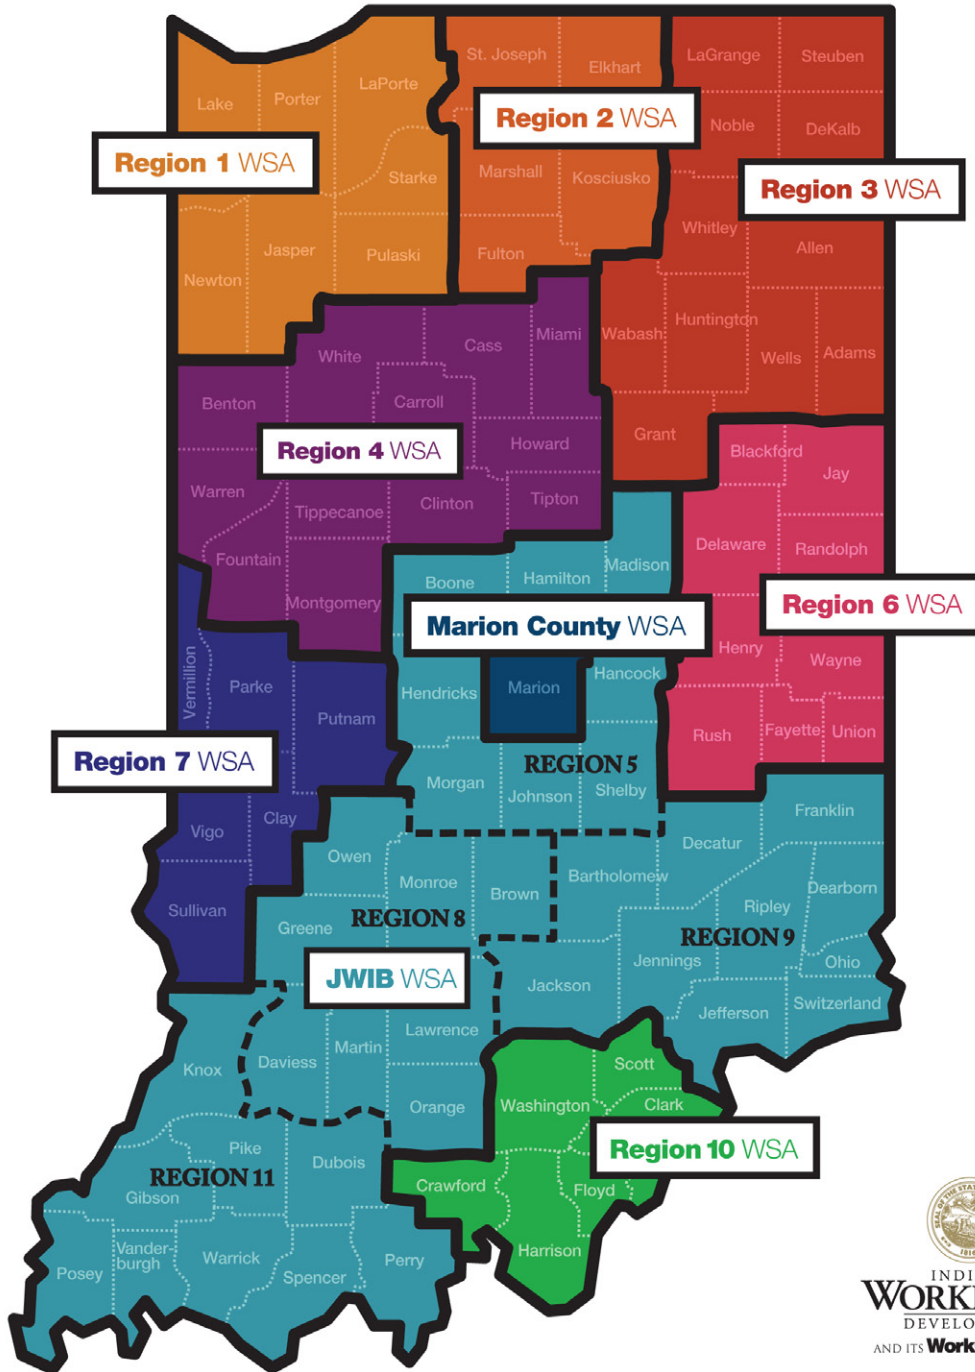 St. Joseph
Elkhart
LaGrange
Steuben
Lake
Porter
LaPorte
Region 2 WSA
Noble
DeKalb
Region 1 WSA
Starke
Marshall
Kosciusko
Region 3 WSA
Newton
Jasper
Pulaski
Fulton
Whitley
Allen
White
Cass
Miami
Wabash
Huntington
Wells
Adams
Benton
Carroll
Region 4 WSA
Howard
Grant
Blackford
Jay
Warren
Tippecanoe
Clinton
Tipton
Fountain
Montgomery
Boone
Hamilton
Madison
Delaware
Randolph
Region 6 WSA
Marion County WSA
Henry
Wayne
Vermillion
Parke
Putnam
Hendricks
Marion
Hancock
Rush
Fayette
Union
Region 7 WSA
REGION 5
Morgan
Johnson
Shelby
Vigo
Clay
Owen
Monroe
Brown
Bartholomew
Decatur
Franklin
Sullivan
Greene
REGION 8
Ripley
Dearborn
REGION 9
JWIB WSA
Jackson
Jennings
Ohio
Jefferson
Switzerland
Knox
Daviess
Martin
Lawrence
Orange
Scott
Washington
Clark
Region 10 WSA
Pike
Dubois
REGION 11
Gibson
Crawford
Floyd
Harrison
Posey
Vander-
burgh
Warrick
Spencer
Perry
INDI
WORK
DEVELO
AND ITS Work